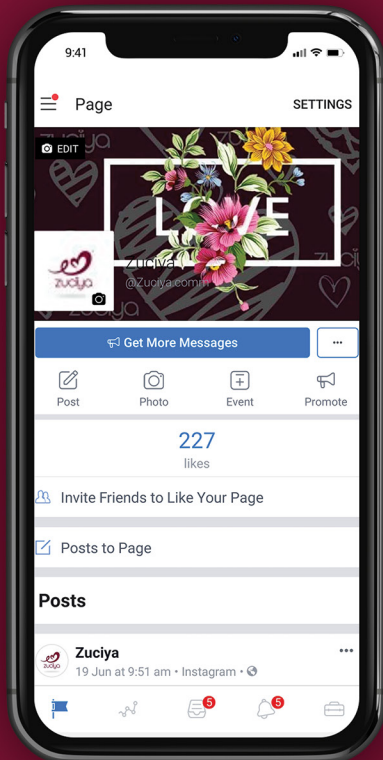 9:41
Page
SETTINGS
EDIT
zuciya
LOVE
zuciya
Zuciya
@Zuciya.comm
Get More Messages
...
Post Photo Event Promote
227
likes
Invite Friends to Like Your Page
Posts to Page
Posts
zuciya
Zuciya
19 Jun at 9:51 am • Instagram •
5
5